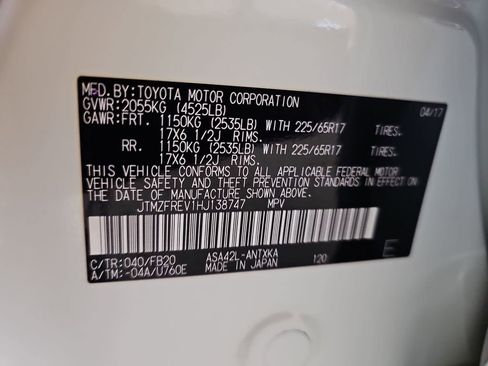 MFD.BY:TOYOTA MOTOR CORPORATION 04/17
GVWR:2055KG (4525LB)
GAWR:FRT. 1150KG (2535LB) WITH 225/65R17 TIRES.
17X6 1/2J RIMS.
RR. 1150KG (2535LB) WITH 225/65R17 TIRES.
17X6 1/2J RIMS.
THIS VEHICLE CONFORMS TO ALL APPLICABLE FEDERAL MOTOR
VEHICLE SAFETY AND THEFT PREVENTION STANDARDS IN EFFECT ON
THE DATE OF MANUFACTURE SHOWN ABOVE.
JTMZFREV1HJ138747 MPV
C/TR:040/FB20 ASA42L-ANTXKA 120 E
A/TM:-04A/U760E MADE IN JAPAN